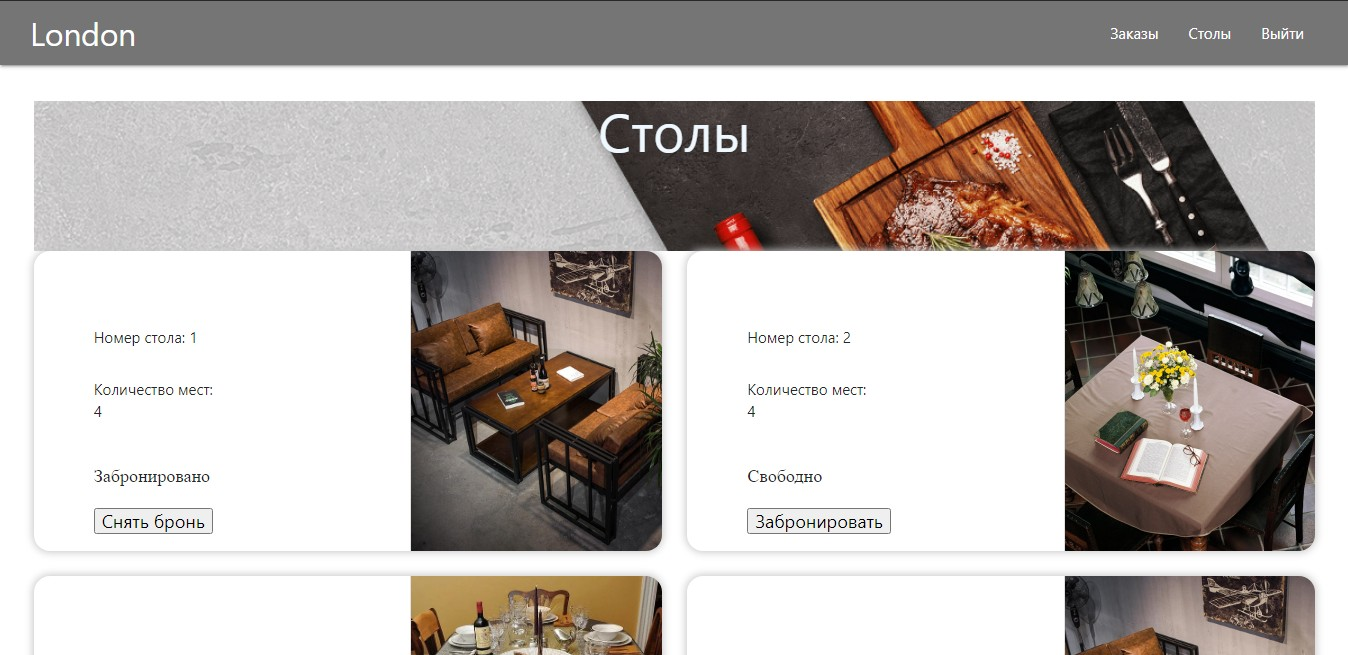 London
Заказы Столы Выйти
Столы
Номер стола: 1
Количество мест:
4
Забронировано
Снять бронь
Номер стола: 2
Количество мест:
4
Свободно
Забронировать